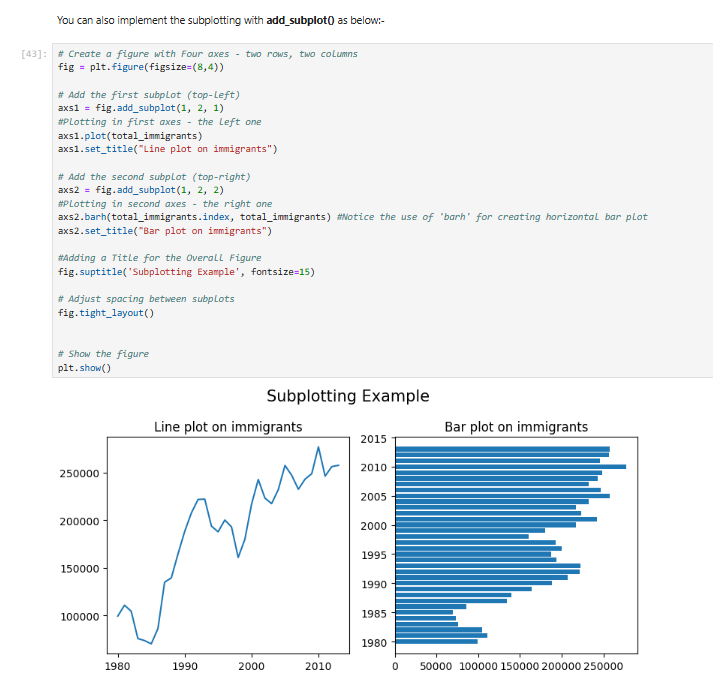 You can also implement the subplotting with add_subplot() as below:-
[43]:
# Create a figure with Four axes - two rows, two columns
fig = plt.figure(figsize=(8,4))
# Add the first subplot (top-left)
axs1 = fig.add_subplot(1, 2, 1)
#Plotting in first axes - the left one
axs1.plot(total_immigrants)
axs1.set_title("Line plot on immigrants")
# Add the second subplot (top-right)
axs2 = fig.add_subplot(1, 2, 2)
#Plotting in second axes - the right one
axs2.barh(total_immigrants.index, total_immigrants) #Notice the use of 'barh' for creating horizontal bar plot
axs2.set_title("Bar plot on immigrants")
#Adding a Title for the Overall Figure
fig.suptitle('Subplotting Example', fontsize=15)
# Adjust spacing between subplots
fig.tight_layout()
# Show the figure
plt.show()
Subplotting Example
Line plot on immigrants
250000
200000
150000
100000
1980 1990 2000 2010
Bar plot on immigrants
2015
2010
2005
2000
1995
1990
1985
1980
0 50000 100000 150000 200000 250000